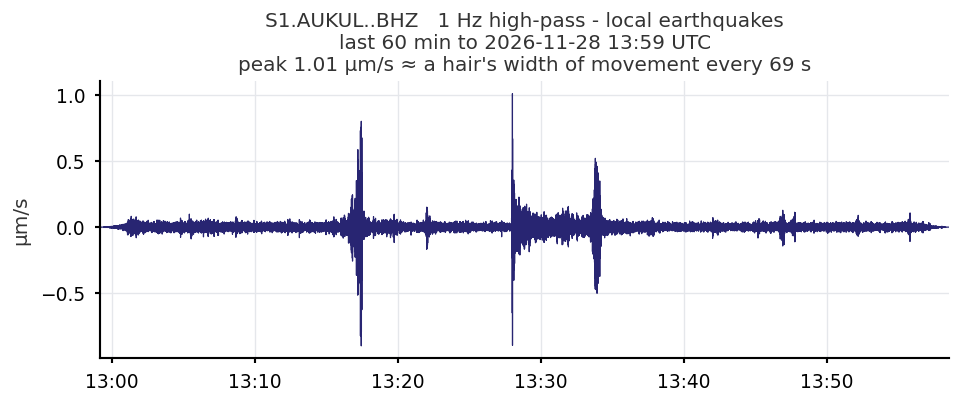 S1.AUKUL..BHZ   1 Hz high-pass - local earthquakes
last 60 min to 2026-11-28 13:59 UTC
peak 1.01 µm/s ≈ a hair's width of movement every 69 s
µm/s
1.0
0.5
0.0
−0.5
13:00 13:10 13:20 13:30 13:40 13:50